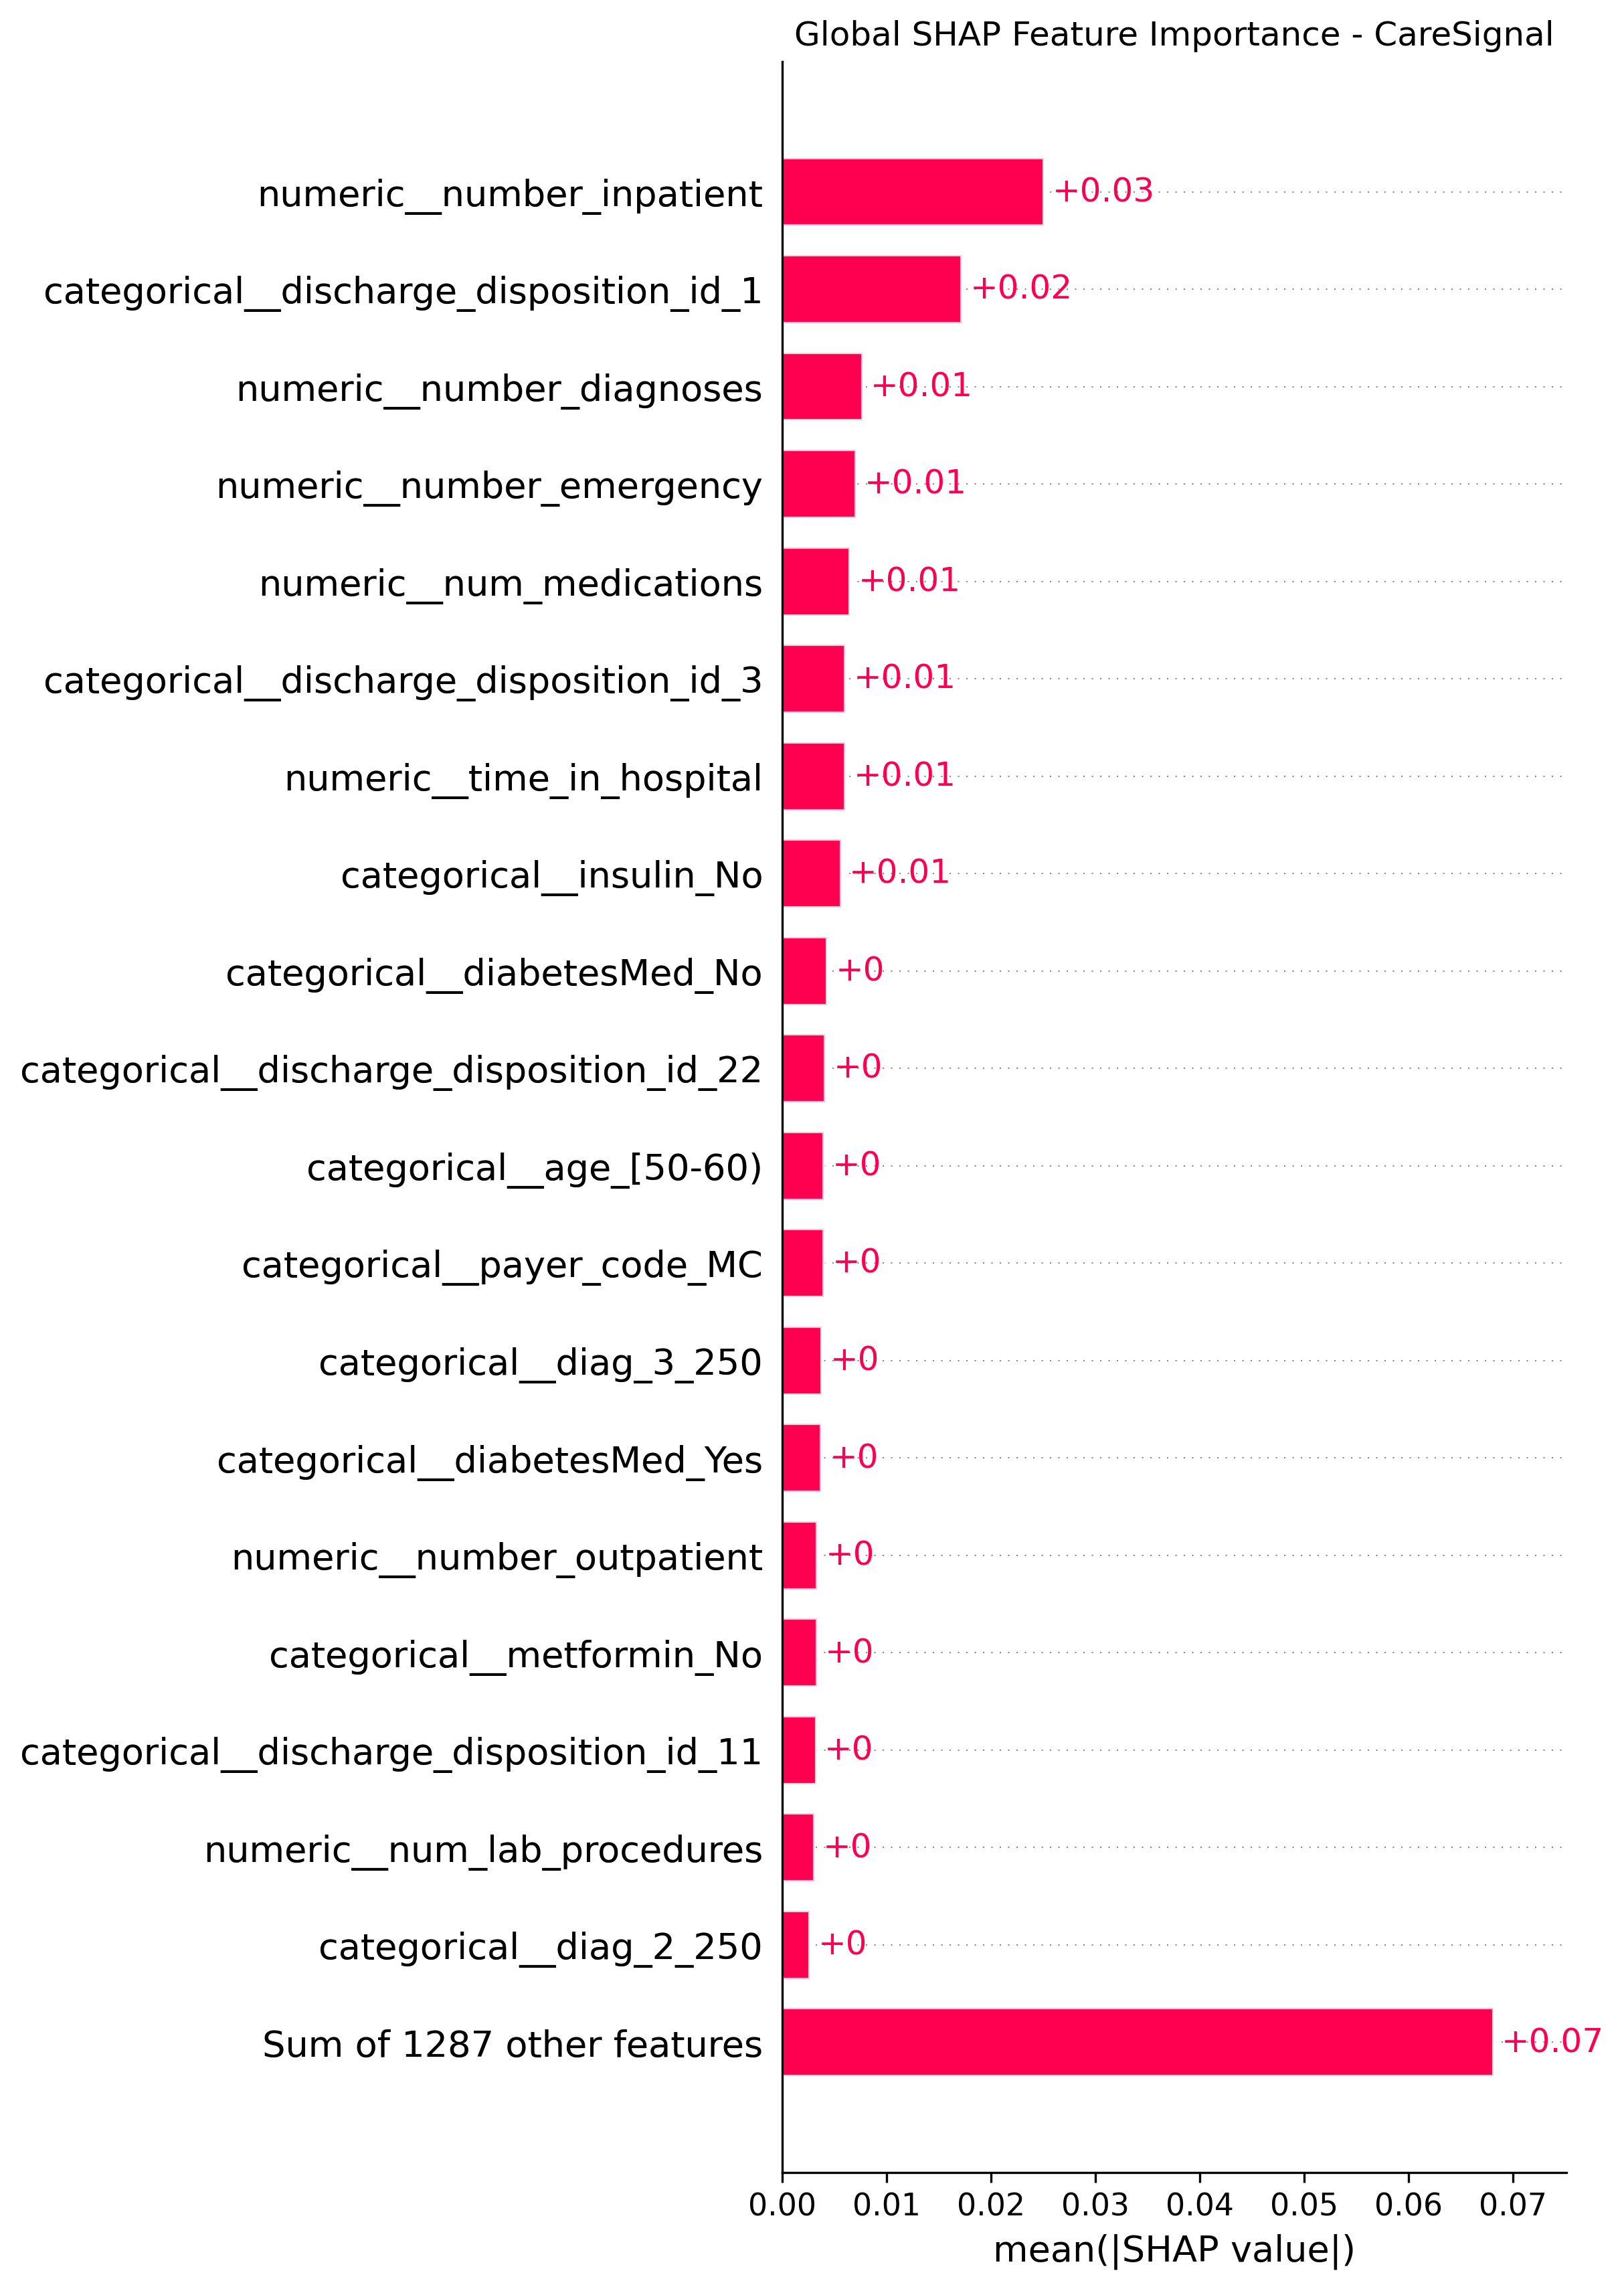 Global SHAP Feature Importance - CareSignal
numeric__number_inpatient +0.03
categorical__discharge_disposition_id_1 +0.02
numeric__number_diagnoses +0.01
numeric__number_emergency +0.01
numeric__num_medications +0.01
categorical__discharge_disposition_id_3 +0.01
numeric__time_in_hospital +0.01
categorical__insulin_No +0.01
categorical__diabetesMed_No +0
categorical__discharge_disposition_id_22 +0
categorical__age_[50-60) +0
categorical__payer_code_MC +0
categorical__diag_3_250 +0
categorical__diabetesMed_Yes +0
numeric__number_outpatient +0
categorical__metformin_No +0
categorical__discharge_disposition_id_11 +0
numeric__num_lab_procedures +0
categorical__diag_2_250 +0
Sum of 1287 other features +0.07
0.00 0.01 0.02 0.03 0.04 0.05 0.06 0.07
mean(|SHAP value|)